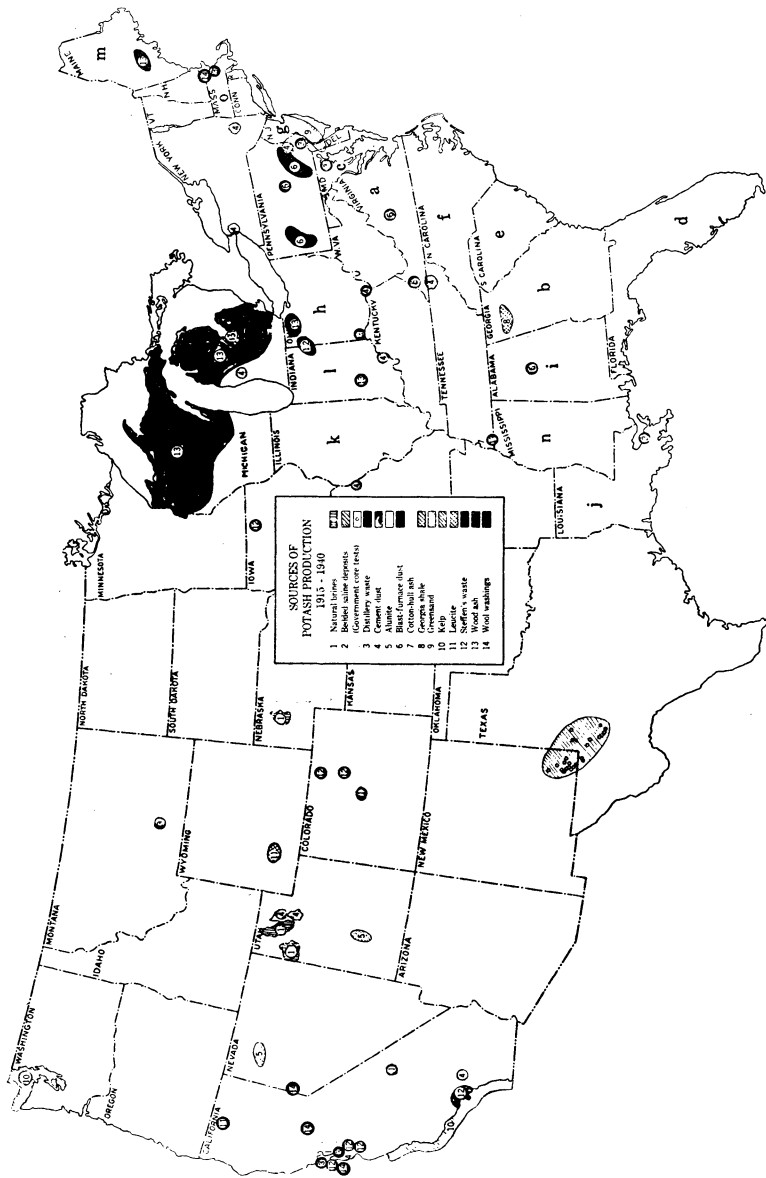 SOURCES OF
POTASH PRODUCTION
1915 - 1940
1 Natural brines
2 Bedded saline deposits
(Government core tests)
3 Distillery waste
4 Cement dust
5 Alunite
6 Blast-furnace dust
7 Cotton-hull ash
8 Georgia shale
9 Greensand
10 Kelp
11 Leucite
12 Steffen's waste
13 Wood ash
14 Wool washings
WASHINGTON
OREGON
CALIFORNIA
NEVADA
IDAHO
MONTANA
WYOMING
UTAH
ARIZONA
COLORADO
NEW MEXICO
NORTH DAKOTA
SOUTH DAKOTA
NEBRASKA
KANSAS
OKLAHOMA
TEXAS
MINNESOTA
IOWA
LOUISIANA
MICHIGAN
ILLINOIS
INDIANA
KENTUCKY
TENNESSEE
MISSISSIPPI
ALABAMA
GEORGIA
FLORIDA
S CAROLINA
N CAROLINA
VIRGINIA
W.VA
MD
DEL
PENNSYLVANIA
NJ
NEW YORK
CONN
MASS
VT
NH
MAINE
a
b
c
d
e
f
g
h
i
j
k
l
m
n
o